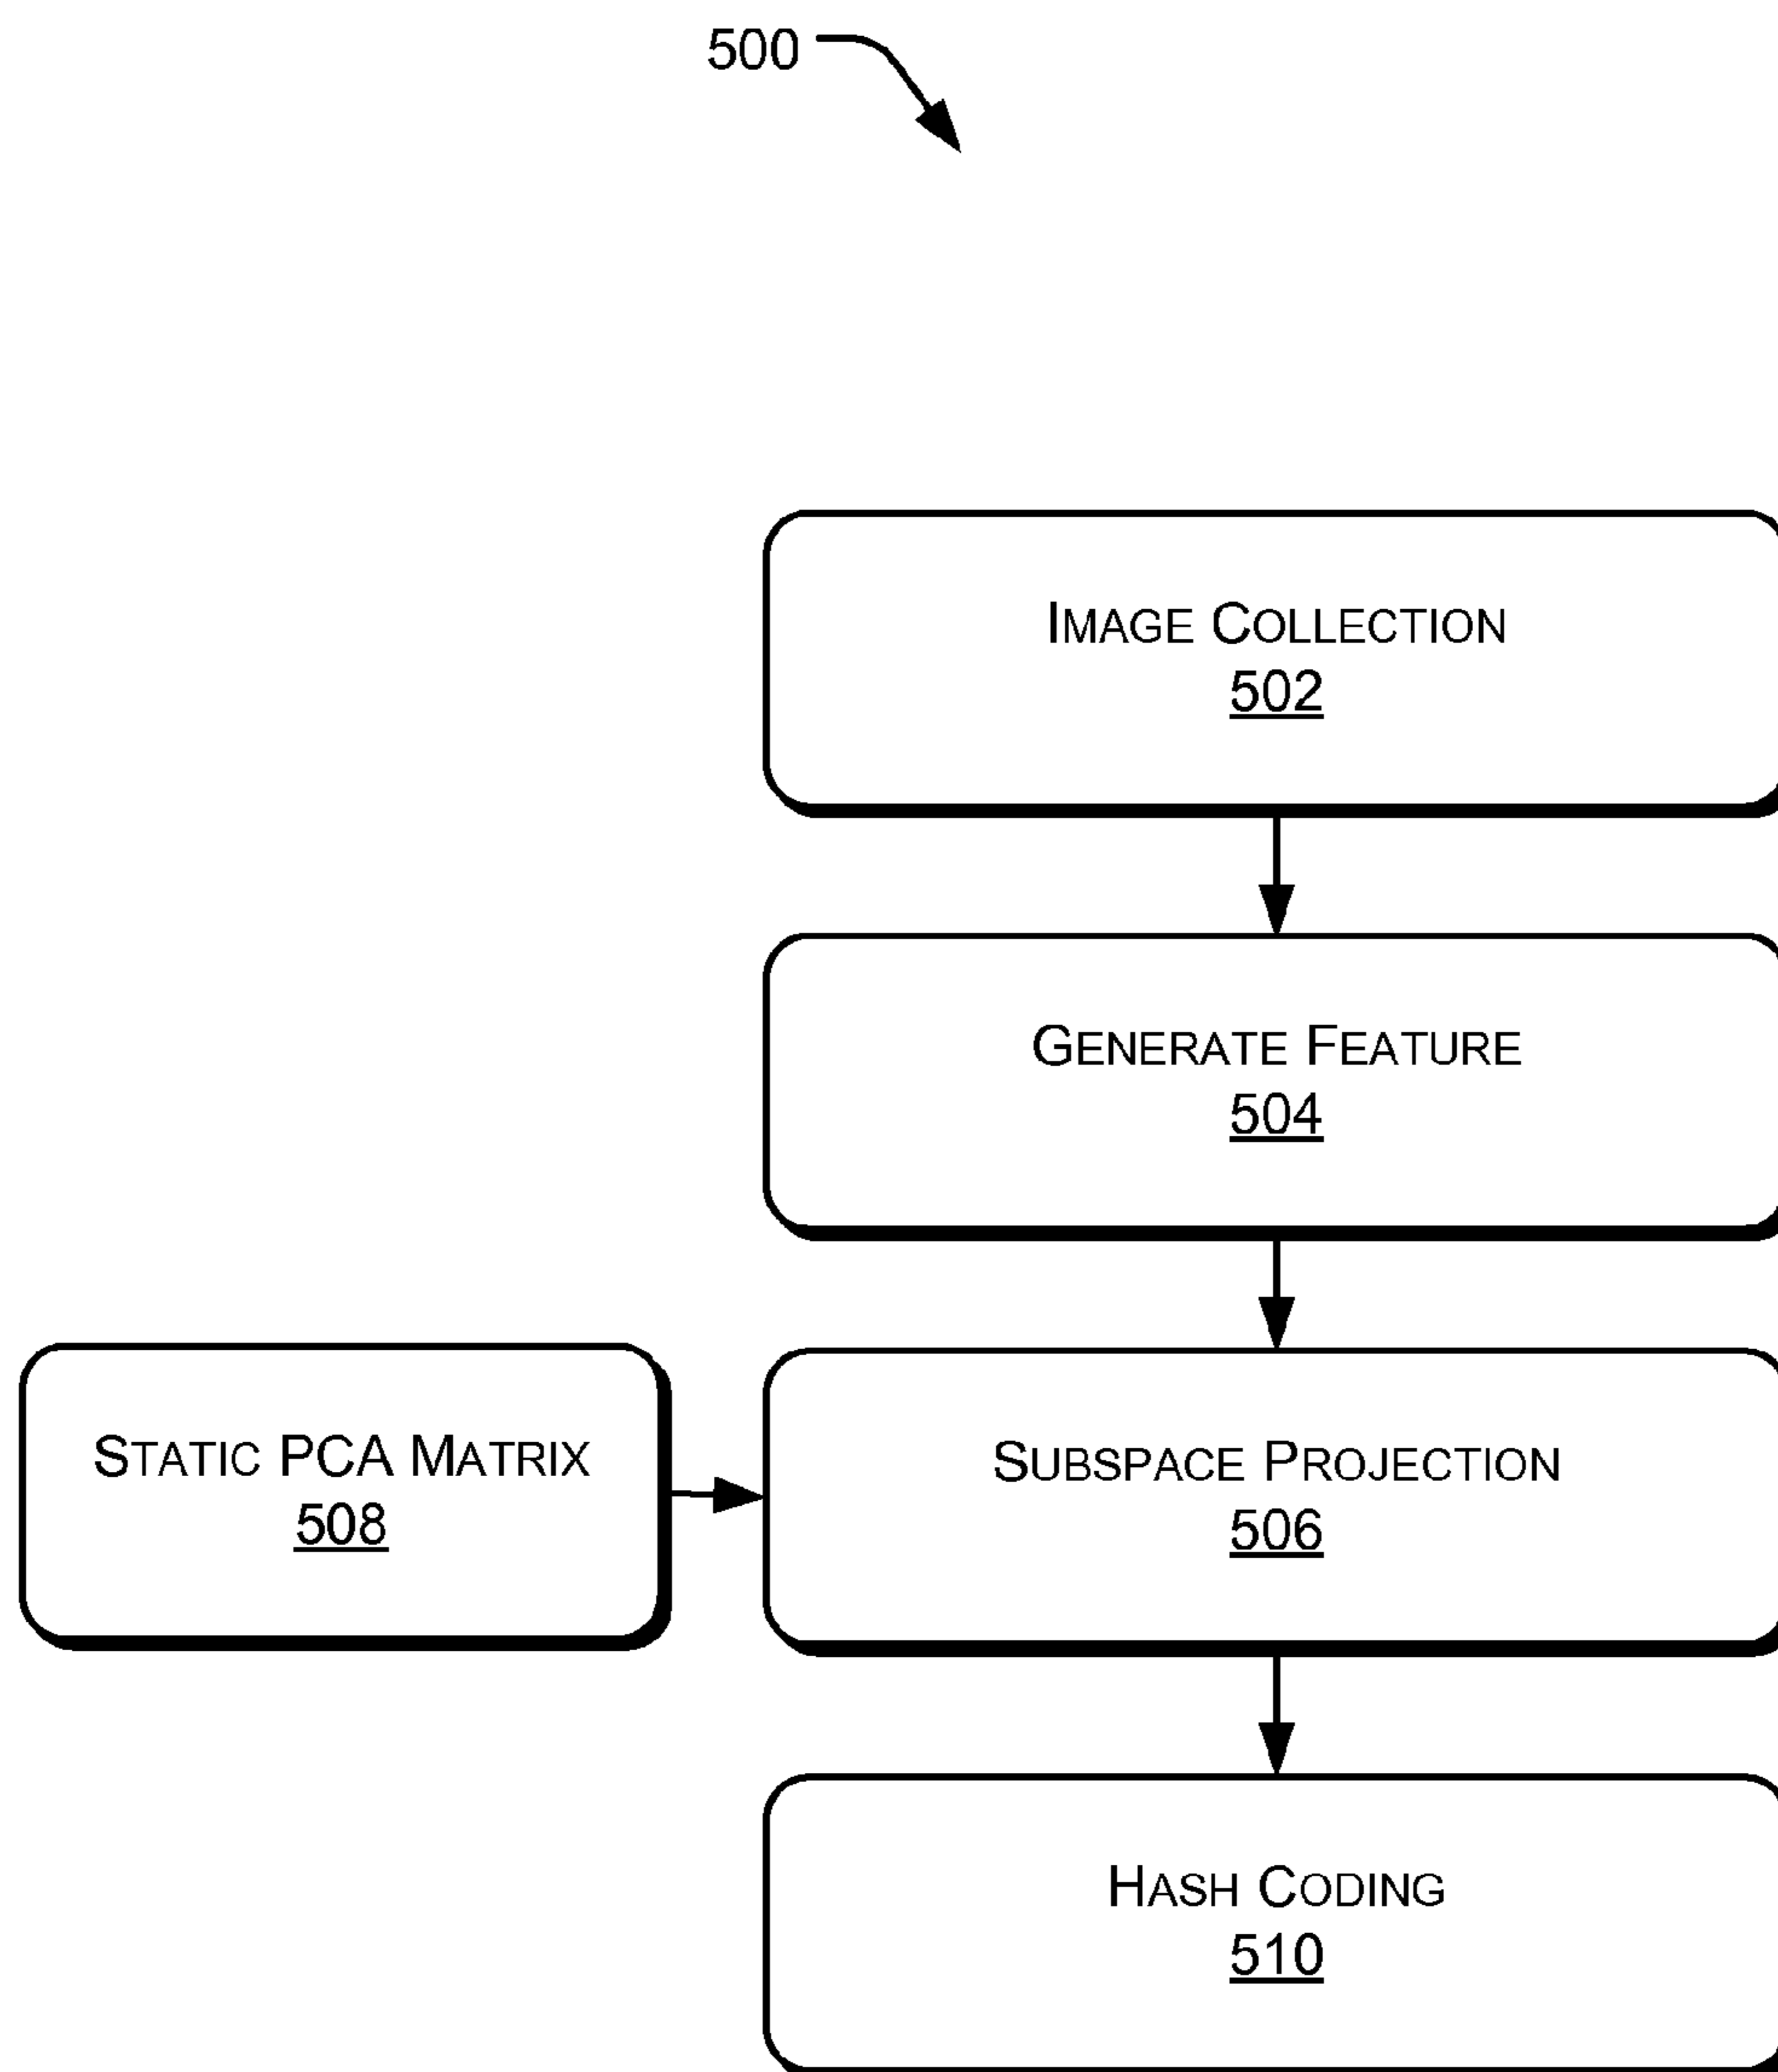 500
IMAGE COLLECTION
502
GENERATE FEATURE
504
STATIC PCA MATRIX
508
SUBSPACE PROJECTION
506
HASH CODING
510